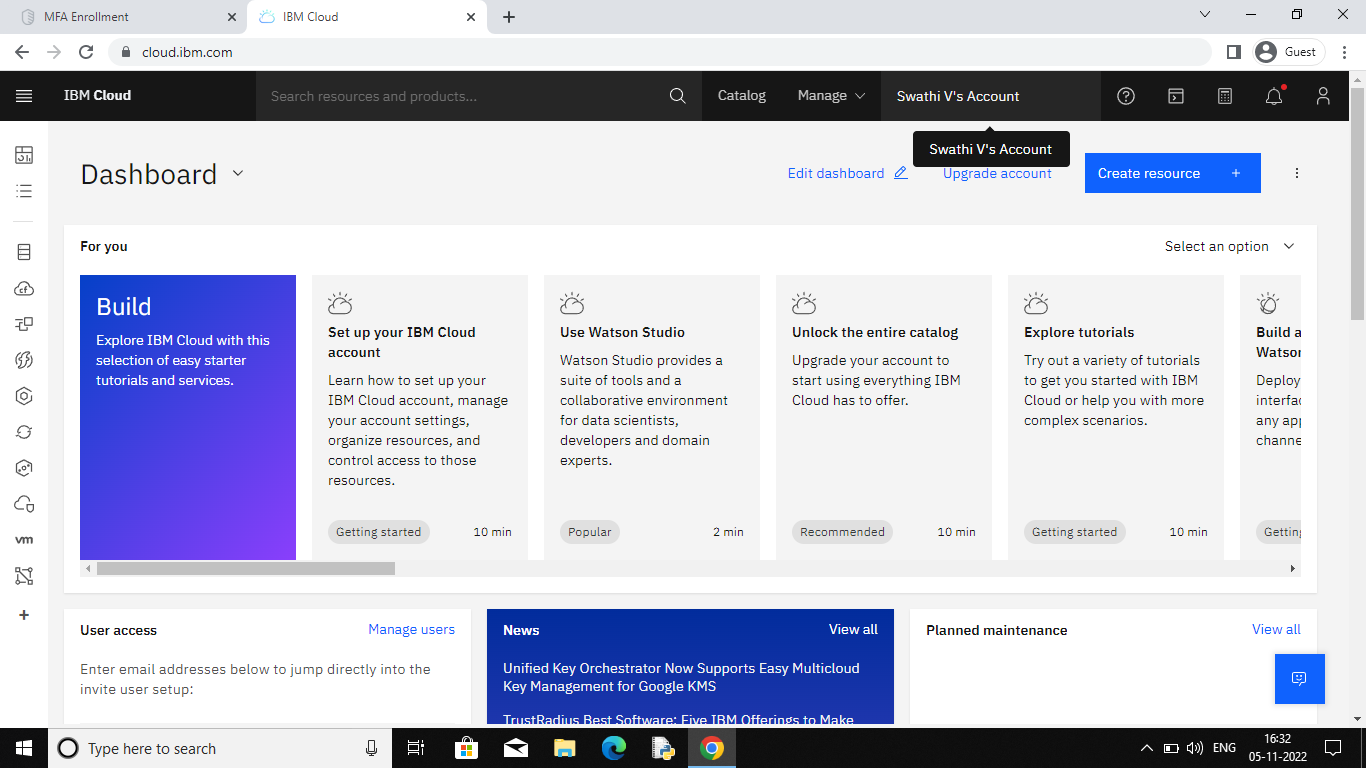 MFA Enrollment
IBM Cloud
cloud.ibm.com
Guest
IBM Cloud
Search resources and products...
Catalog
Manage
Swathi V's Account
Swathi V's Account
Dashboard
Edit dashboard
Upgrade account
Create resource +
For you
Select an option
Build
Explore IBM Cloud with this
selection of easy starter
tutorials and services.
Set up your IBM Cloud
account
Learn how to set up your
IBM Cloud account, manage
your account settings,
organize resources, and
control access to those
resources.
Getting started
10 min
Use Watson Studio
Watson Studio provides a
suite of tools and a
collaborative environment
for data scientists,
developers and domain
experts.
Popular
2 min
Unlock the entire catalog
Upgrade your account to
start using everything IBM
Cloud has to offer.
Recommended
10 min
Explore tutorials
Try out a variety of tutorials
to get you started with IBM
Cloud or help you with more
complex scenarios.
Getting started
10 min
Build a
Watson
Deploy
interfac
any app
channe
Getting
cf
vm
User access
Manage users
Enter email addresses below to jump directly into the
invite user setup:
News
View all
Unified Key Orchestrator Now Supports Easy Multicloud
Key Management for Google KMS
TrustRadius Best Software: Five IBM Offerings to Make
Planned maintenance
View all
Type here to search
ENG
16:32
05-11-2022